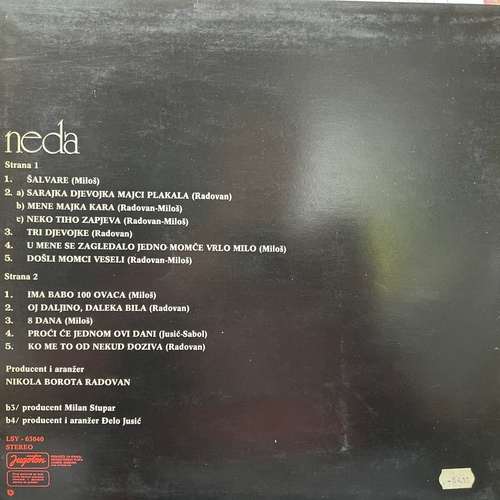 neda
Strana 1
1. ŠALVARE (Miloš)
2. a) SARAJKA DJEVOJKA MAJCI PLAKALA (Radovan)
b) MENE MAJKA KARA (Radovan-Miloš)
c) NEKO TIHO ZAPJEVA (Radovan-Miloš)
3. TRI DJEVOJKE (Radovan)
4. U MENE SE ZAGLEDALO JEDNO MOMČE VRLO MILO (Miloš)
5. DOŠLI MOMCI VESELI (Radovan-Miloš)
Strana 2
1. IMA BABO 100 OVACA (Miloš)
2. OJ DALJINO, DALEKA BILA (Radovan)
3. 8 DANA (Miloš)
4. PROĆI ĆE JEDNOM OVI DANI (Jusić-Sabol)
5. KO ME TO OD NEKUD DOZIVA (Radovan)
Producent i aranžer
NIKOLA BOROTA RADOVAN
b3/ producent Milan Stupar
b4/ producent i aranžer Đelo Jusić
LSY - 63040
STEREO
Jugoton